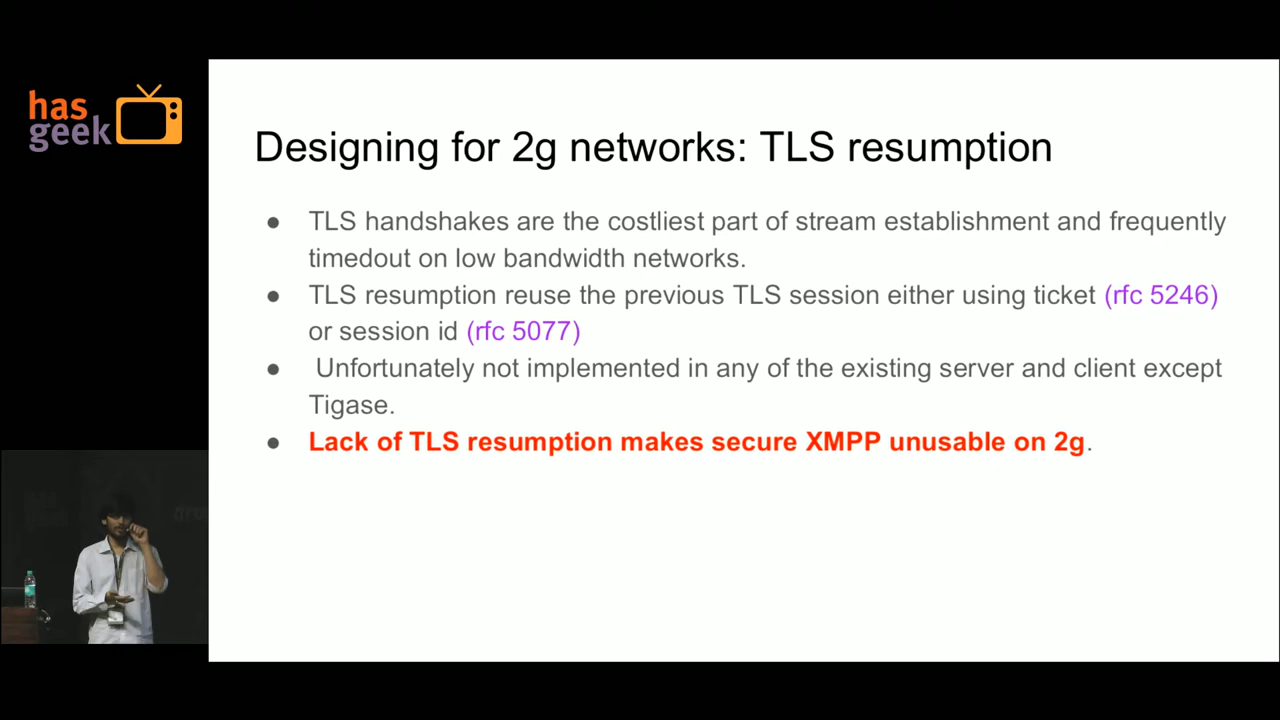 has
geek
Designing for 2g networks: TLS resumption
● TLS handshakes are the costliest part of stream establishment and frequently
timedout on low bandwidth networks.
● TLS resumption reuse the previous TLS session either using ticket (rfc 5246)
or session id (rfc 5077)
● Unfortunately not implemented in any of the existing server and client except
Tigase.
● Lack of TLS resumption makes secure XMPP unusable on 2g.